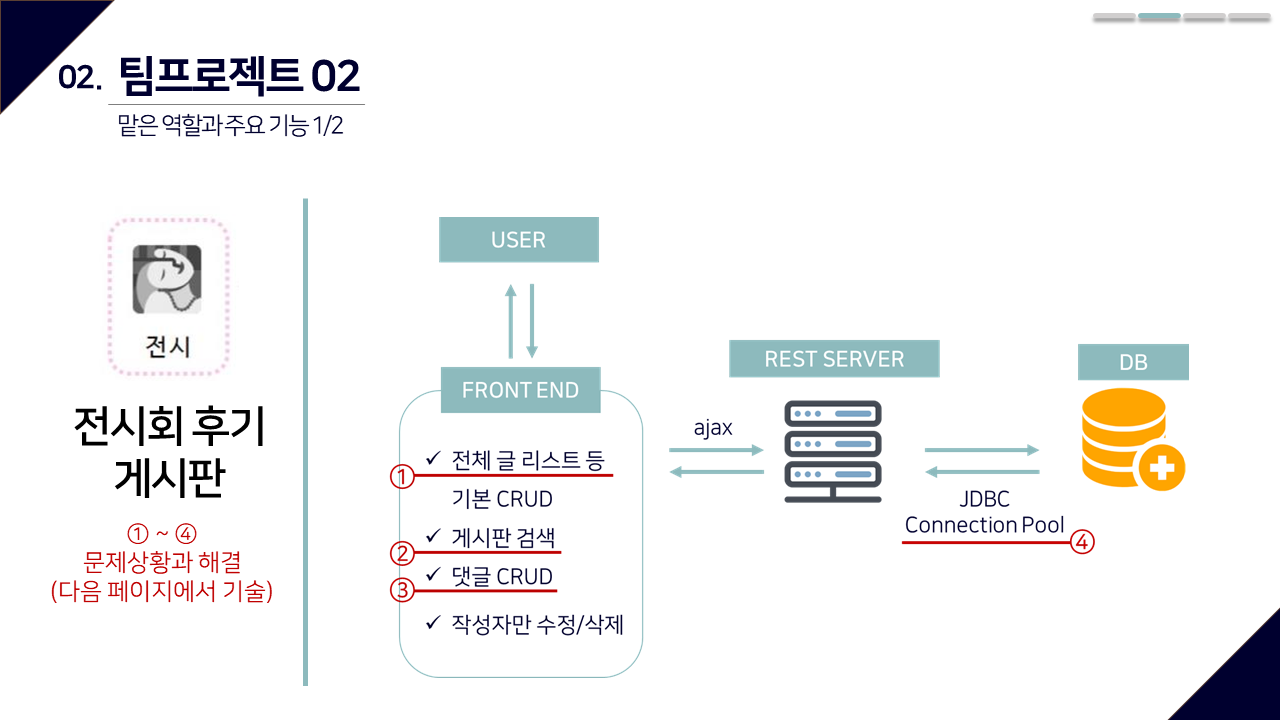 02. 팀프로젝트 02
맡은 역할과 주요 기능 1/2
전시
전시회 후기
게시판
① ~ ④
문제상황과 해결
(다음 페이지에서 기술)
USER
FRONT END
✓ 전체 글 리스트 등
①
기본 CRUD
✓ 게시판 검색
②
✓ 댓글 CRUD
③
✓ 작성자만 수정/삭제
ajax
REST SERVER
JDBC
Connection Pool
④
DB